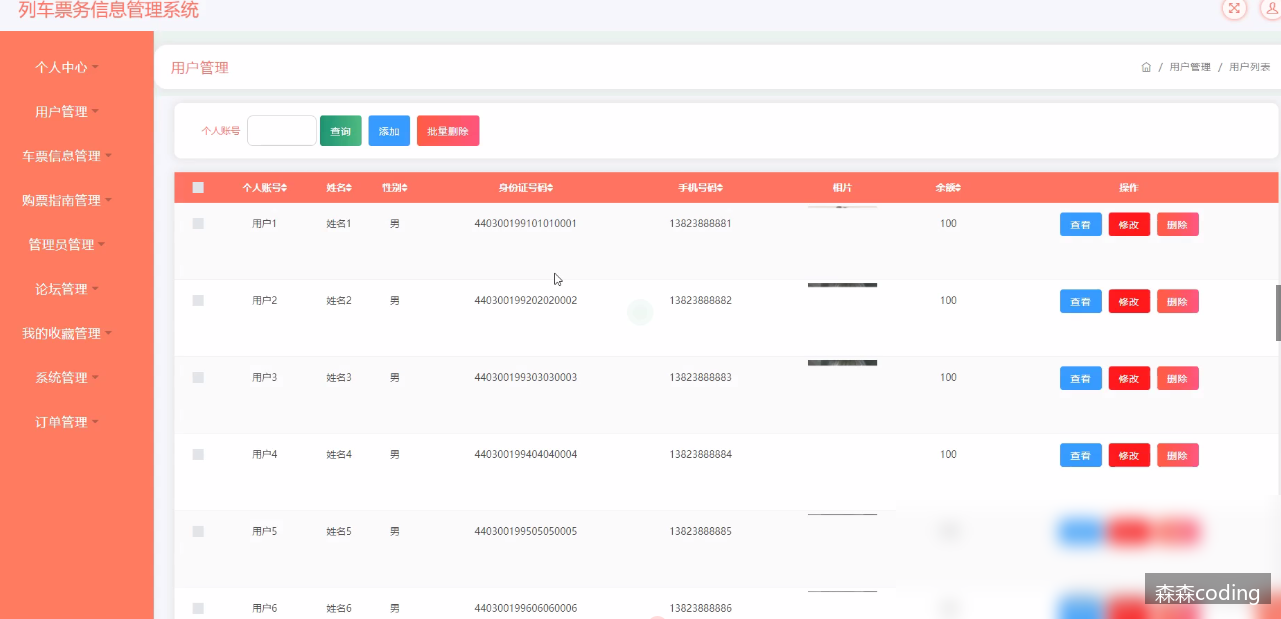 列车票务信息管理系统
个人中心
用户管理
车票信息管理
购票指南管理
管理员管理
论坛管理
我的收藏管理
系统管理
订单管理
用户管理
/ 用户管理 / 用户列表
个人账号 查询 添加 批量删除
个人账号 姓名 性别 身份证号码 手机号码 相片 余额 操作
用户1 姓名1 男 440300199101010001 13823888881 100 查看 修改 删除
用户2 姓名2 男 440300199202020002 13823888882 100 查看 修改 删除
用户3 姓名3 男 440300199303030003 13823888883 100 查看 修改 删除
用户4 姓名4 男 440300199404040004 13823888884 100 查看 修改 删除
用户5 姓名5 男 440300199505050005 13823888885
用户6 姓名6 男 440300199606060006 13823888886
森森coding